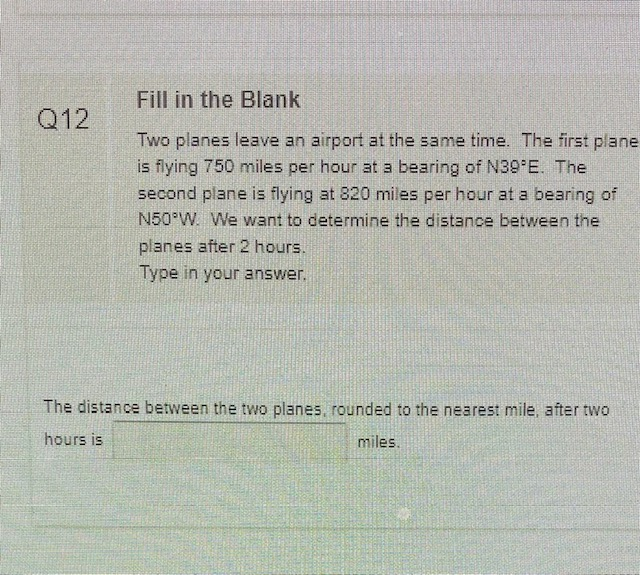 Q12
Fill in the Blank
Two planes leave an airport at the same time. The first plane
is flying 750 miles per hour at a bearing of N39°E. The
second plane is flying at 820 miles per hour at a bearing of
N50°W. We want to determine the distance between the
planes after 2 hours.
Type in your answer.
The distance between the two planes, rounded to the nearest mile, after two
hours is miles.